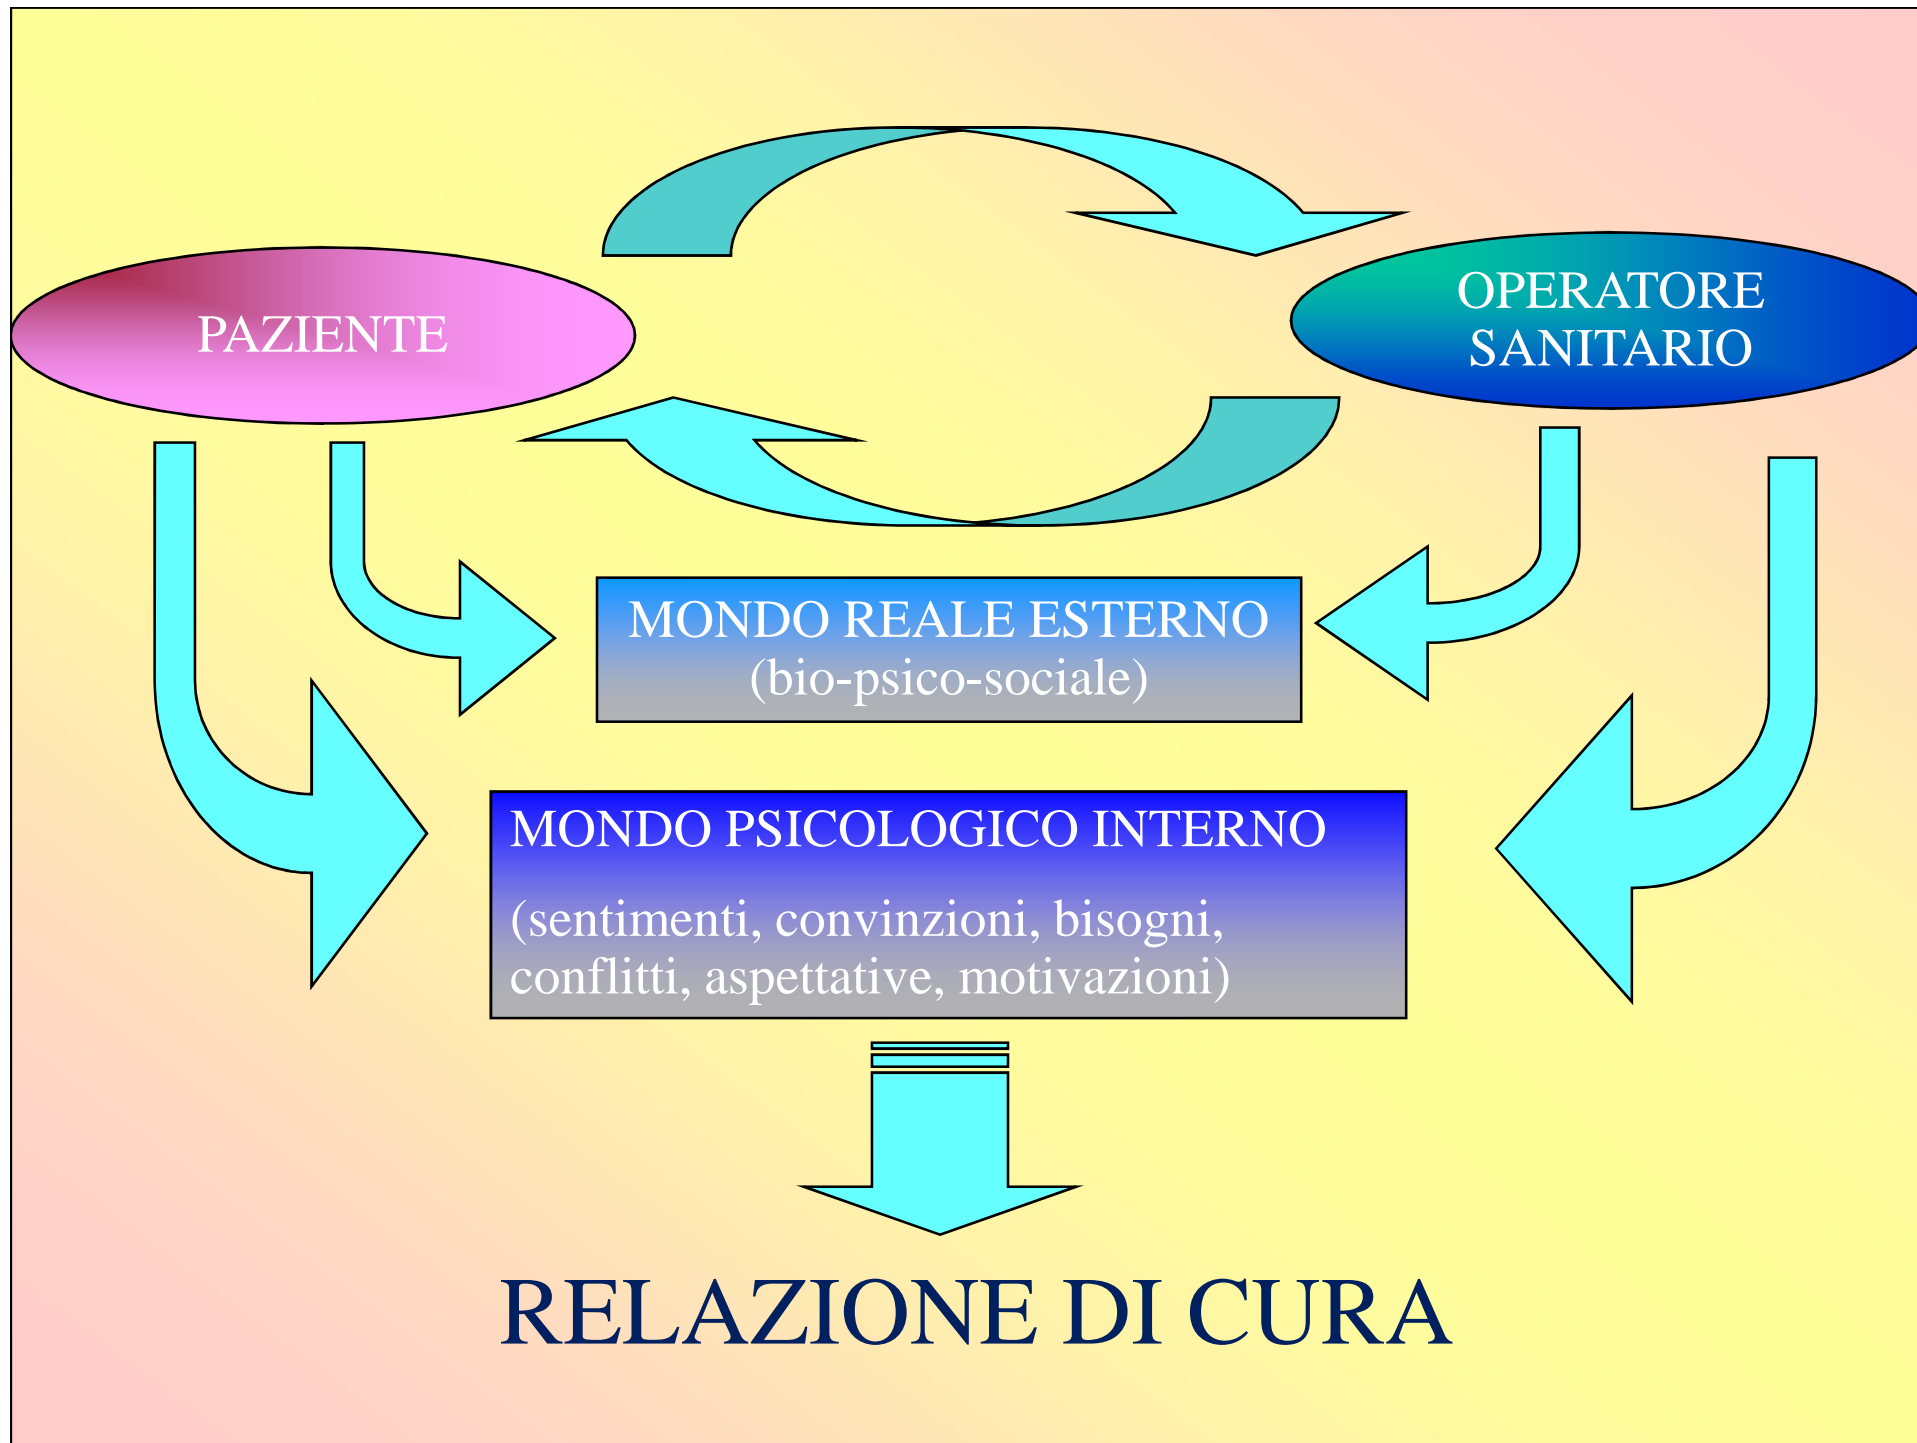 PAZIENTE
OPERATORE
SANITARIO
MONDO REALE ESTERNO
(bio-psico-sociale)
MONDO PSICOLOGICO INTERNO
(sentimenti, convinzioni, bisogni,
conflitti, aspettative, motivazioni)
RELAZIONE DI CURA